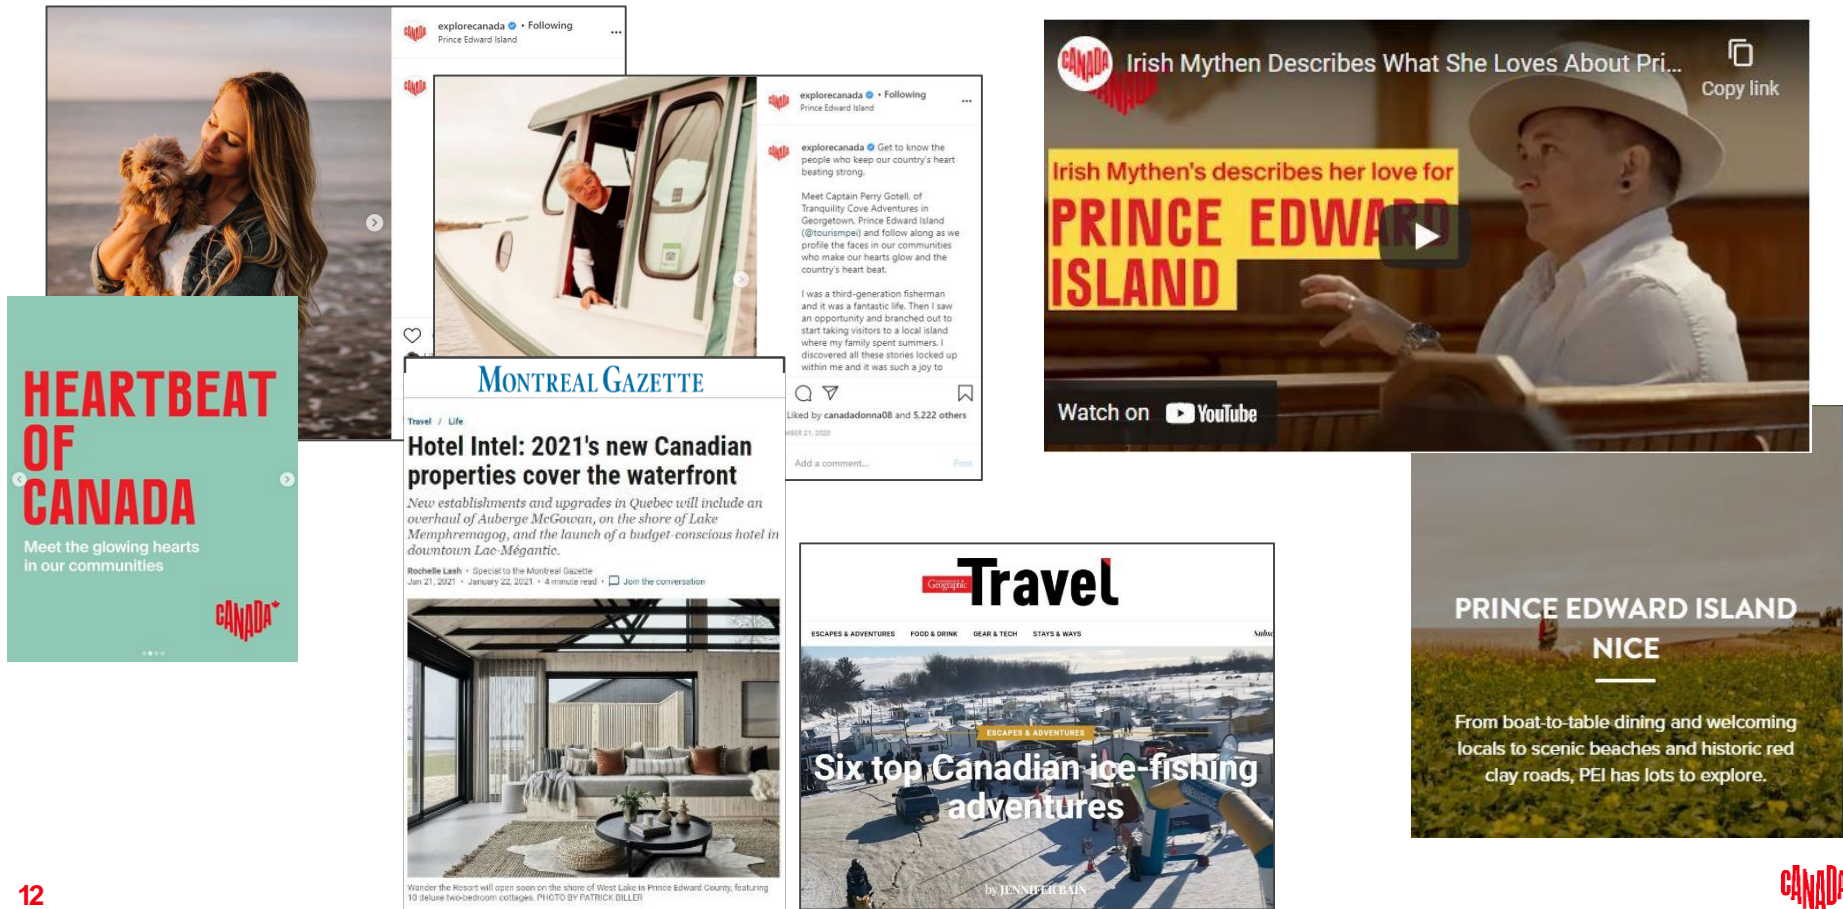 explorecanada • Following
Prince Edward Island
CANADA
CANADA
HEARTBEAT
OF
CANADA
Meet the glowing hearts
in our communities
CANADA
explorecanada • Following
Prince Edward Island
CANADA
CANADA
explorecanada Get to know the
people who keep our country's heart
beating strong.
Meet Captain Perry Gotell, of
Tranquility Cove Adventures in
Georgetown, Prince Edward Island
(@tourismpei) and follow along as we
profile the faces in our communities
who make our hearts glow and the
country's heart beat.
I was a third-generation fisherman
and it was a fantastic life. Then I saw
an opportunity and branched out to
start taking visitors to a local island
where my family spent summers. I
discovered all these stories locked up
within me and it was such a joy to
Liked by canadadonna08 and 5,222 others
21, 2020
Add a comment...
Post
MONTREAL GAZETTE
Travel / Life
Hotel Intel: 2021's new Canadian
properties cover the waterfront
New establishments and upgrades in Quebec will include an
overhaul of Auberge McGowan, on the shore of Lake
Memphremagog, and the launch of a budget-conscious hotel in
downtown Lac-Mégantic.
Rochelle Lash • Special to the Montreal Gazette
Jan 21, 2021 • January 22, 2021 • 4 minute read • Join the conversation
Wander the Resort will open soon on the shore of West Lake in Prince Edward County, featuring
10 deluxe two-bedroom cottages. PHOTO BY PATRICK BILLER
Geographic
Travel
ESCAPES & ADVENTURES FOOD & DRINK GEAR & TECH STAYS & WAYS
ESCAPES & ADVENTURES
Six top Canadian ice-fishing
adventures
by JENNIFER BAIN
CANADA
Irish Mythen Describes What She Loves About Pri...
Copy link
Irish Mythen's describes her love for
PRINCE EDWARD
ISLAND
Watch on YouTube
PRINCE EDWARD ISLAND
NICE
From boat-to-table dining and welcoming
locals to scenic beaches and historic red
clay roads, PEI has lots to explore.
12
CANADA